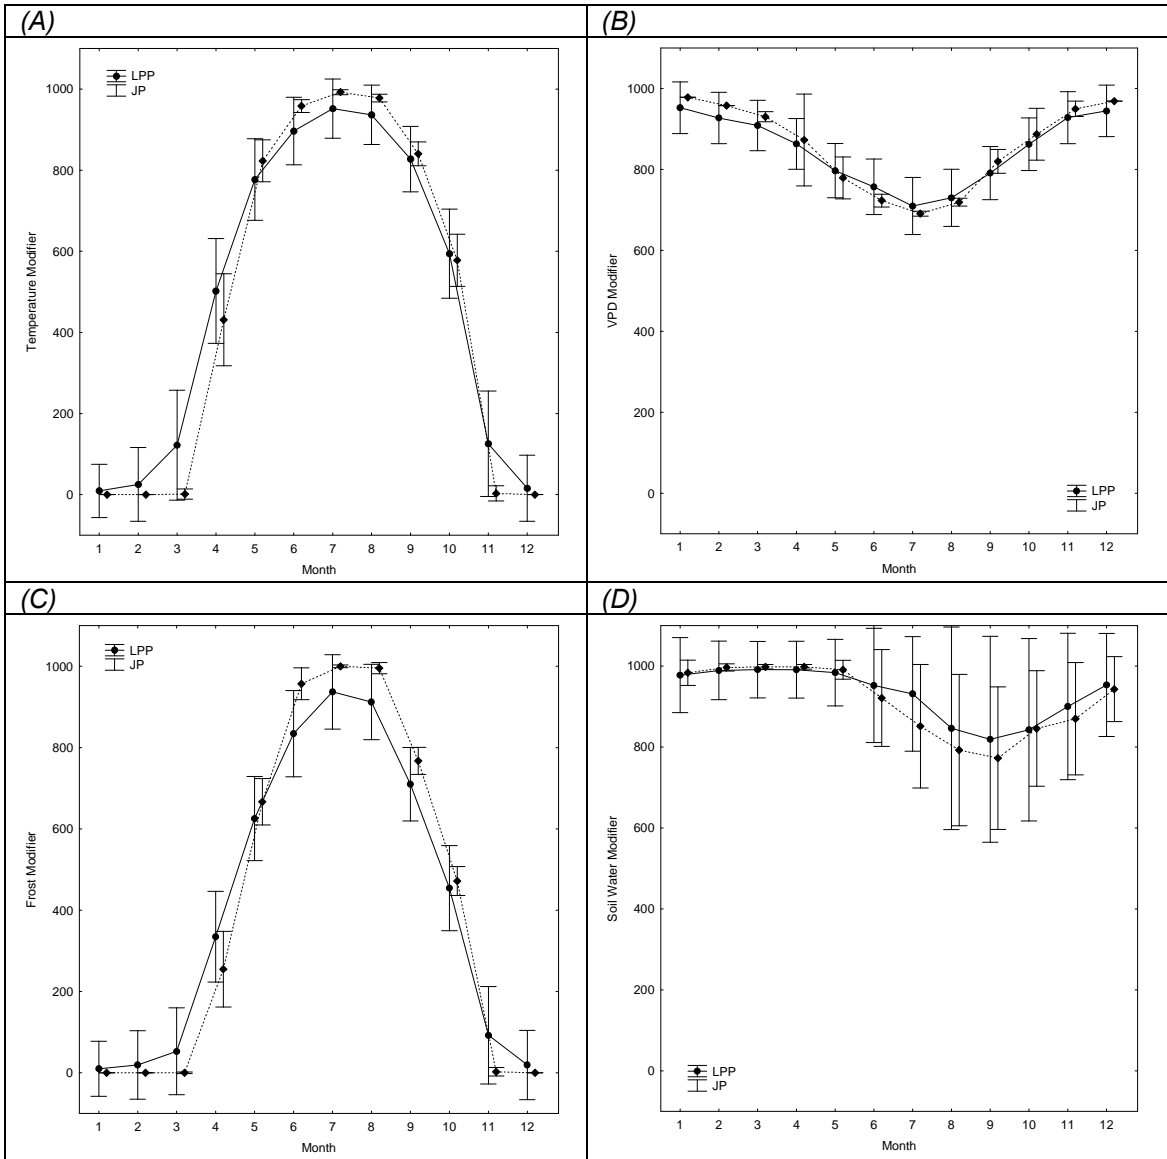 (A)
LPP
JP
1000
800
600
400
200
0
Temperature Modifier
1 2 3 4 5 6 7 8 9 10 11 12
Month
(B)
1000
800
600
400
200
0
VPD Modifier
LPP
JP
1 2 3 4 5 6 7 8 9 10 11 12
Month
(C)
LPP
JP
1000
800
600
400
200
0
Frost Modifier
1 2 3 4 5 6 7 8 9 10 11 12
Month
(D)
1000
800
600
400
200
0
Soil Water Modifier
LPP
JP
1 2 3 4 5 6 7 8 9 10 11 12
Month